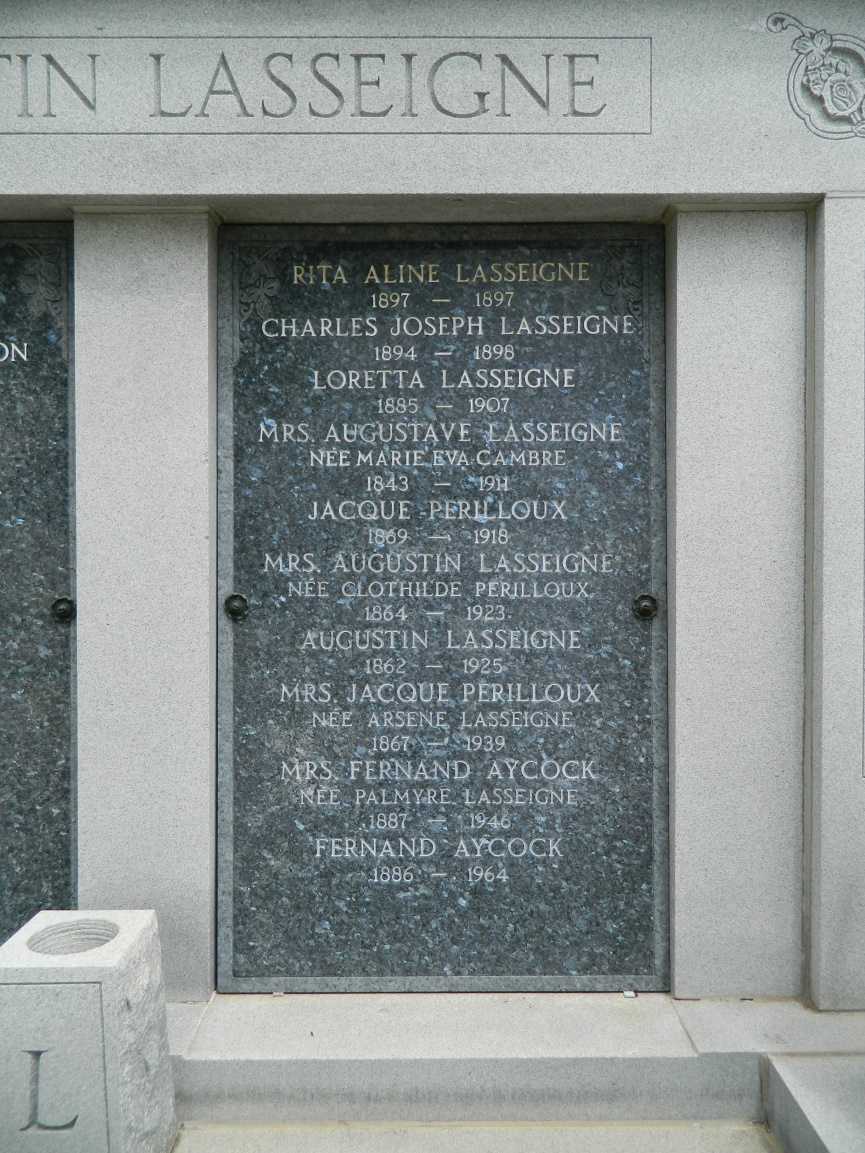 TIN LASSEIGNE
ON
RITA ALINE LASSEIGNE
1897 — 1897
CHARLES JOSEPH LASSEIGNE
1894 — 1898
LORETTA LASSEIGNE
1885 — 1907
MRS. AUGUSTAVE LASSEIGNE
NÉE MARIE EVA CAMBRE
1843 — 1911
JACQUE PERILLOUX
1869 — 1918
MRS. AUGUSTIN LASSEIGNE
NÉE CLOTHILDE PERILLOUX
1864 — 1923
AUGUSTIN LASSEIGNE
1862 — 1925
MRS. JACQUE PERILLOUX
NÉE ARSENE LASSEIGNE
1867 — 1939
MRS. FERNAND AYCOCK
NÉE PALMYRE LASSEIGNE
1887 — 1946
FERNAND AYCOCK
1886 — 1964
L